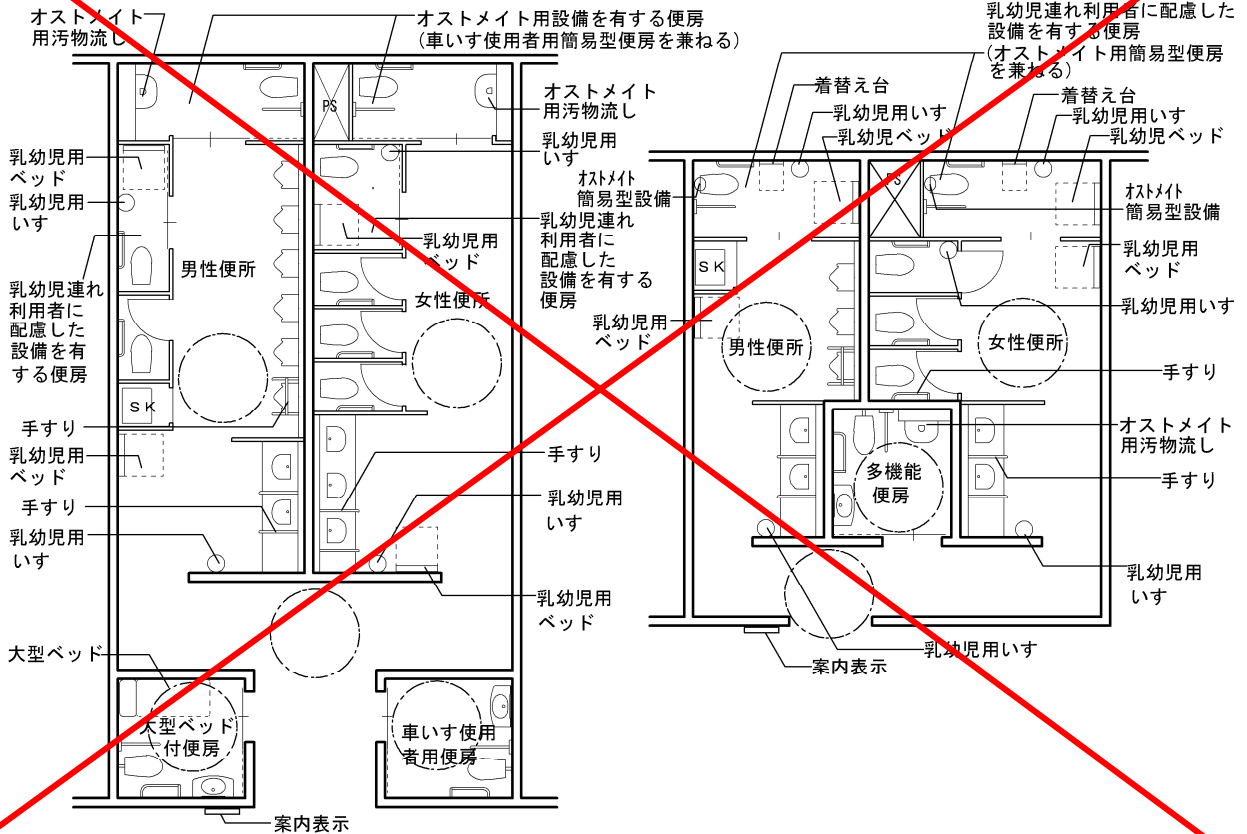 オストメイト
用汚物流し
オストメイト用設備を有する便房
(車いす使用者用簡易型便房を兼ねる)
PS
オストメイト
用汚物流し
乳幼児用
いす
乳幼児用
ベッド
乳幼児用
いす
乳幼児連れ
利用者に
配慮した
設備を有
する便房
男性便所
女性便所
乳幼児用
ベッド
乳幼児連れ
利用者に
配慮した
設備を有する
便房
SK
手すり
乳幼児用
ベッド
手すり
乳幼児用
いす
手すり
乳幼児用
いす
乳幼児用
ベッド
大型ベッド
大型ベッド
付便房
車いす使用
者用便房
案内表示
乳幼児連れ利用者に配慮した
設備を有する便房
(オストメイト用簡易型便房
を兼ねる)
着替え台
乳幼児用いす
乳幼児ベッド
着替え台
乳幼児用いす
乳幼児ベッド
オストメイト
簡易型設備
PS
オストメイト
簡易型設備
SK
乳幼児用
ベッド
乳幼児用
ベッド
乳幼児用いす
男性便所
女性便所
手すり
オストメイト
用汚物流し
多機能
便房
手すり
乳幼児用
いす
乳幼児用いす
案内表示